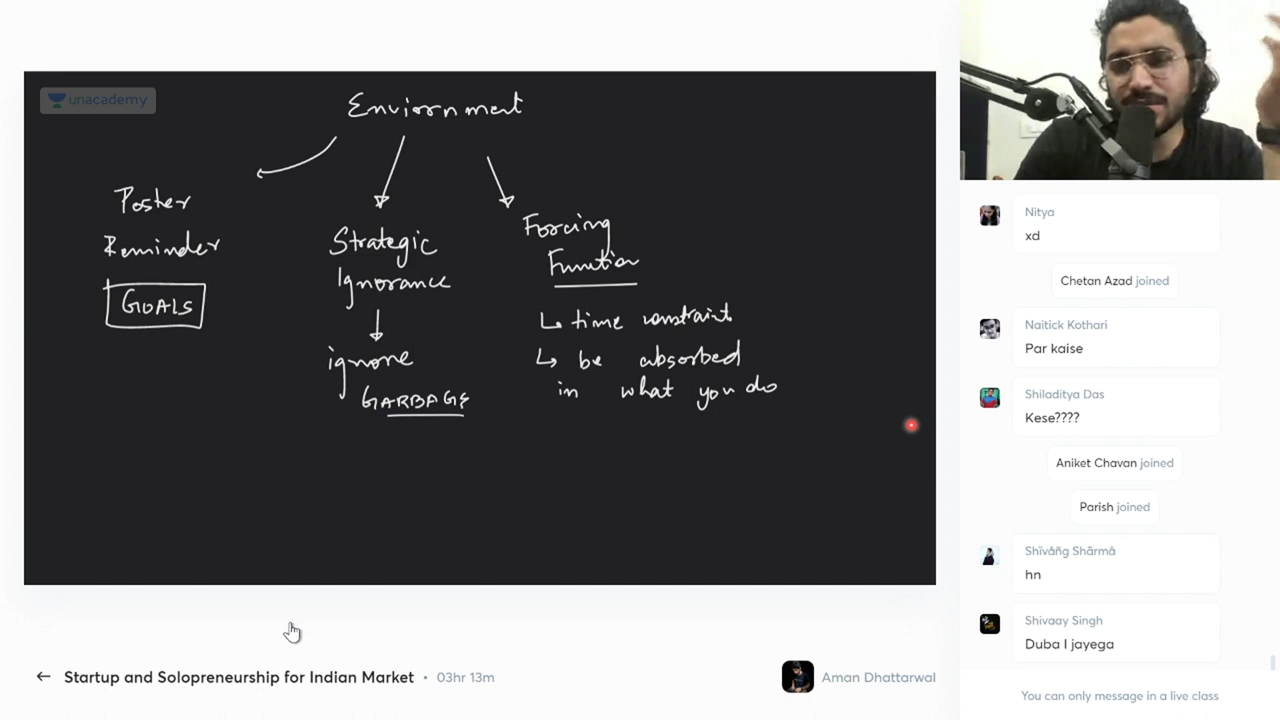 unacademy
Enviornment
Poster
Reminder
GOALS
Strategic
Ignorance
ignore
GARBAGE
Forcing
Function
↳ time constraint
↳ be absorbed
in what you do
Startup and Solopreneurship for Indian Market • 03hr 13m
Aman Dhattarwal
Nitya
xd
Chetan Azad joined
Naitick Kothari
Par kaise
Shiladitya Das
Kese????
Aniket Chavan joined
Parish joined
Shïvåñg Shãrmâ
hn
Shivaay Singh
Duba I jayega
You can only message in a live class